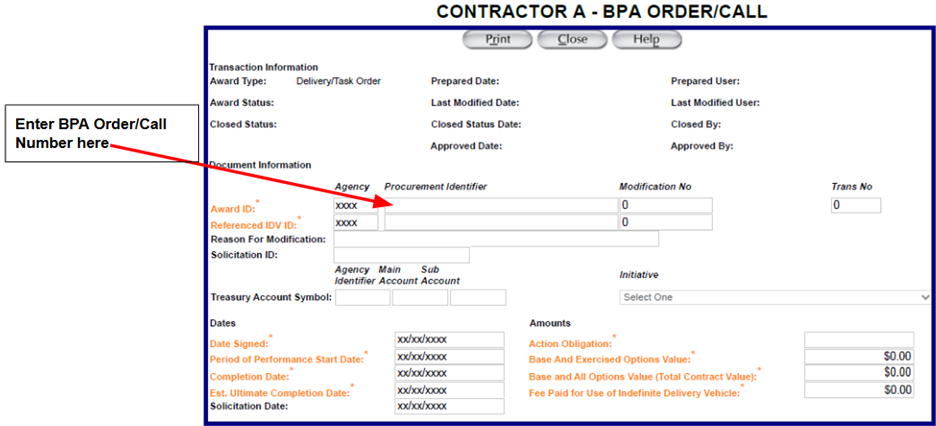 CONTRACTOR A - BPA ORDER/CALL
Print Close Help
Transaction Information
Award Type: Delivery/Task Order Prepared Date: Prepared User:
Award Status: Last Modified Date: Last Modified User:
Closed Status: Closed Status Date: Closed By:
Approved Date: Approved By:
Enter BPA Order/Call
Number here
Document Information
Agency Procurement Identifier Modification No Trans No
Award ID:* xxxx 0 0
Referenced IDV ID:* xxxx 0
Reason For Modification:
Solicitation ID:
Agency Main Sub
Identifier Account Account Initiative
Treasury Account Symbol: Select One
Dates Amounts
Date Signed:* xx/xx/xxxx Action Obligation:*
Period of Performance Start Date:* xx/xx/xxxx Base And Exercised Options Value:* $0.00
Completion Date:* xx/xx/xxxx Base and All Options Value (Total Contract Value):* $0.00
Est. Ultimate Completion Date:* xx/xx/xxxx Fee Paid for Use of Indefinite Delivery Vehicle:* $0.00
Solicitation Date: xx/xx/xxxx